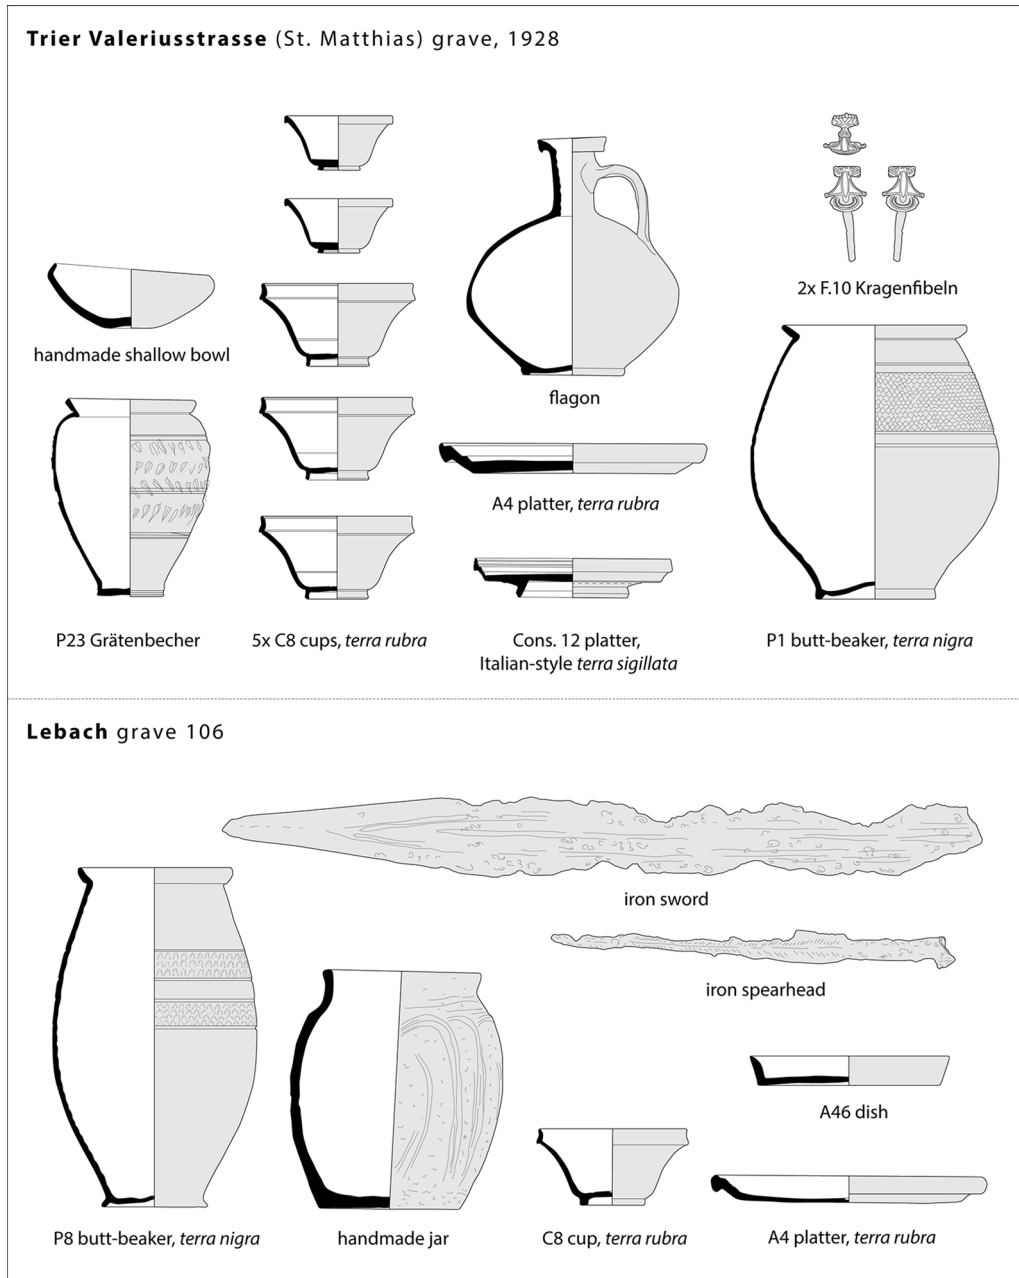 Trier Valeriusstrasse (St. Matthias) grave, 1928
2x F.10 Kragenfibeln
handmade shallow bowl
flagon
A4 platter, terra rubra
P23 Grätenbecher
5x C8 cups, terra rubra
Cons. 12 platter,
Italian-style terra sigillata
P1 butt-beaker, terra nigra
Lebach grave 106
iron sword
iron spearhead
A46 dish
P8 butt-beaker, terra nigra
handmade jar
C8 cup, terra rubra
A4 platter, terra rubra